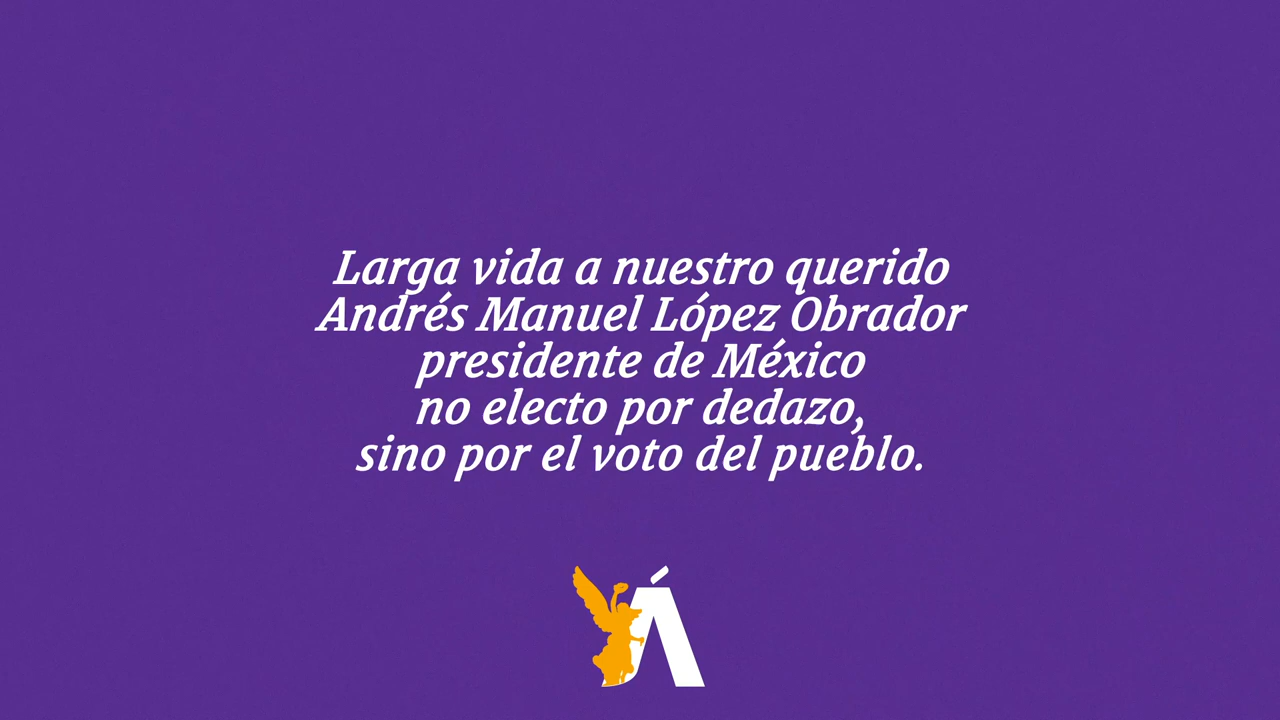 Larga vida a nuestro querido
Andrés Manuel López Obrador
presidente de México
no electo por dedazo,
sino por el voto del pueblo.
Á